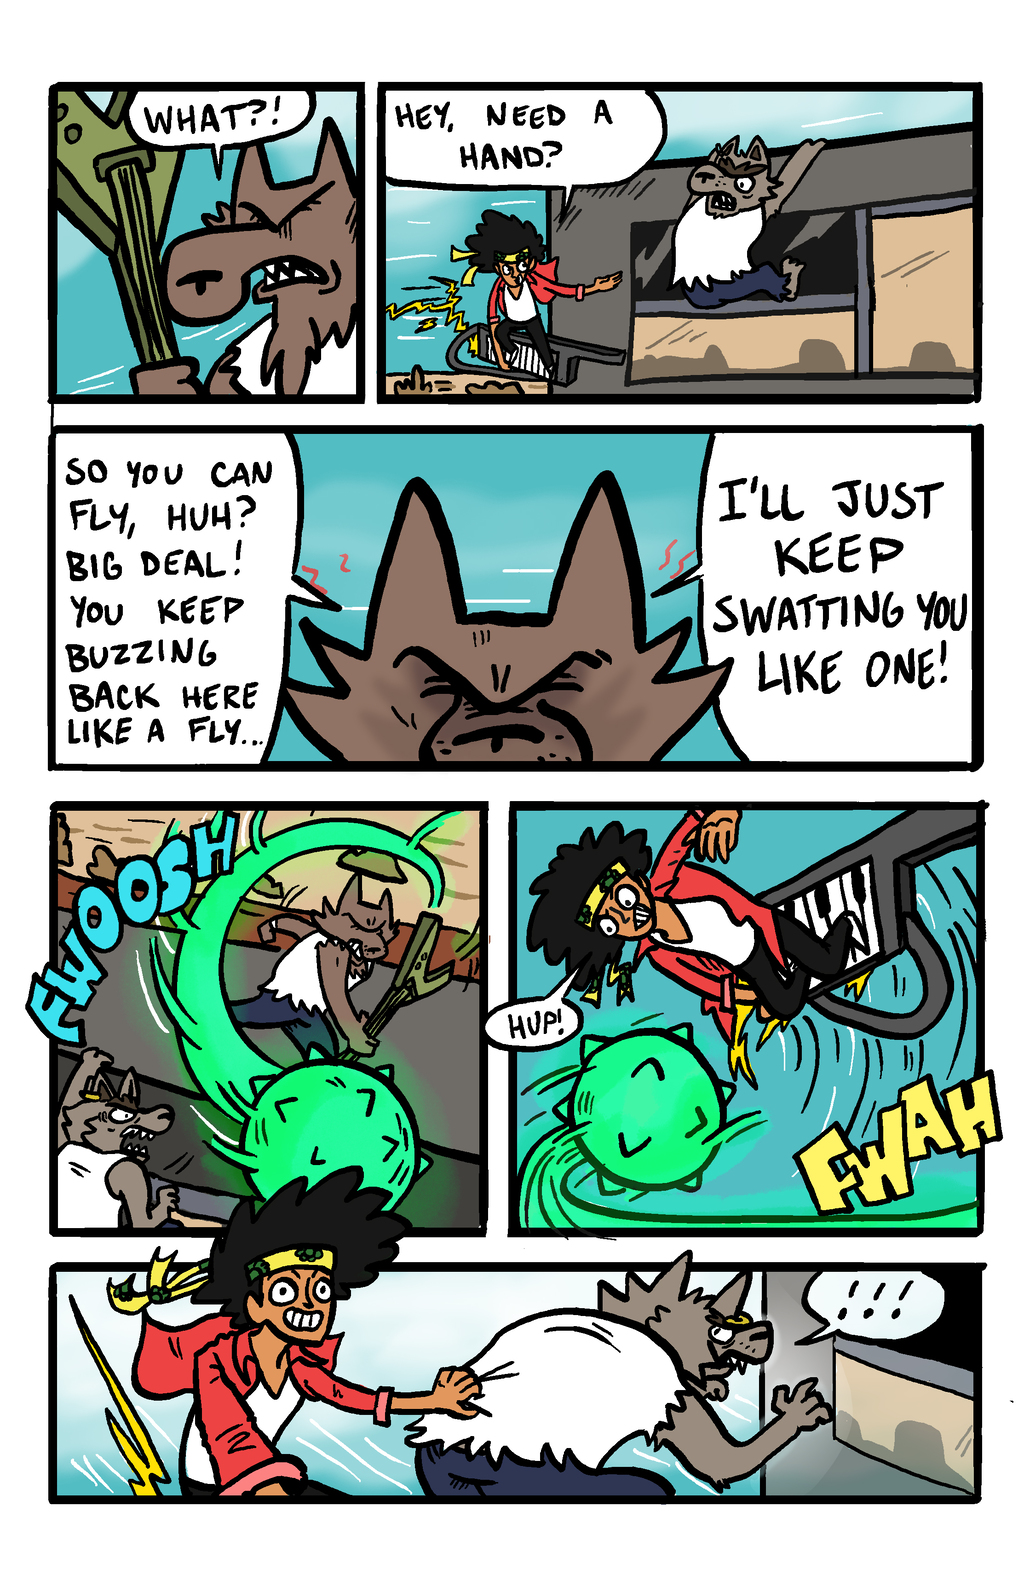 WHAT?!
HEY, NEED A
HAND?
SO YOU CAN
FLY, HUH?
BIG DEAL!
YOU KEEP
BUZZING
BACK HERE
LIKE A FLY...
I'LL JUST
KEEP
SWATTING YOU
LIKE ONE!
FWOOSH
HUP!
FWAH
!!!